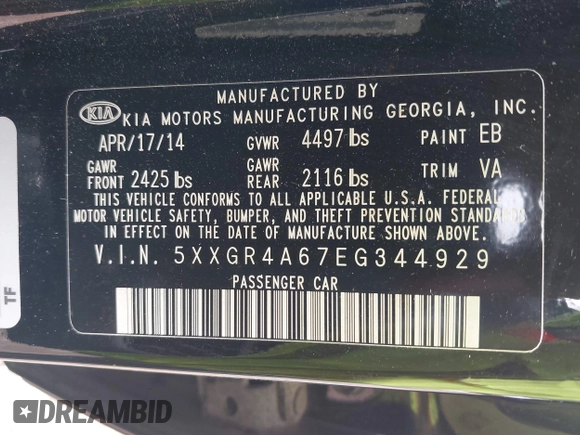 MANUFACTURED BY
KIA KIA MOTORS MANUFACTURING GEORGIA, INC.
APR/17/14 GVWR 4497 lbs PAINT EB
GAWR FRONT 2425 lbs GAWR REAR 2116 lbs TRIM VA
THIS VEHICLE CONFORMS TO ALL APPLICABLE U.S.A. FEDERAL
MOTOR VEHICLE SAFETY, BUMPER, AND THEFT PREVENTION STANDARDS
IN EFFECT ON THE DATE OF MANUFACTURE SHOWN ABOVE.
V.I.N. 5XXGR4A67EG344929
PASSENGER CAR
TF
DREAMBID